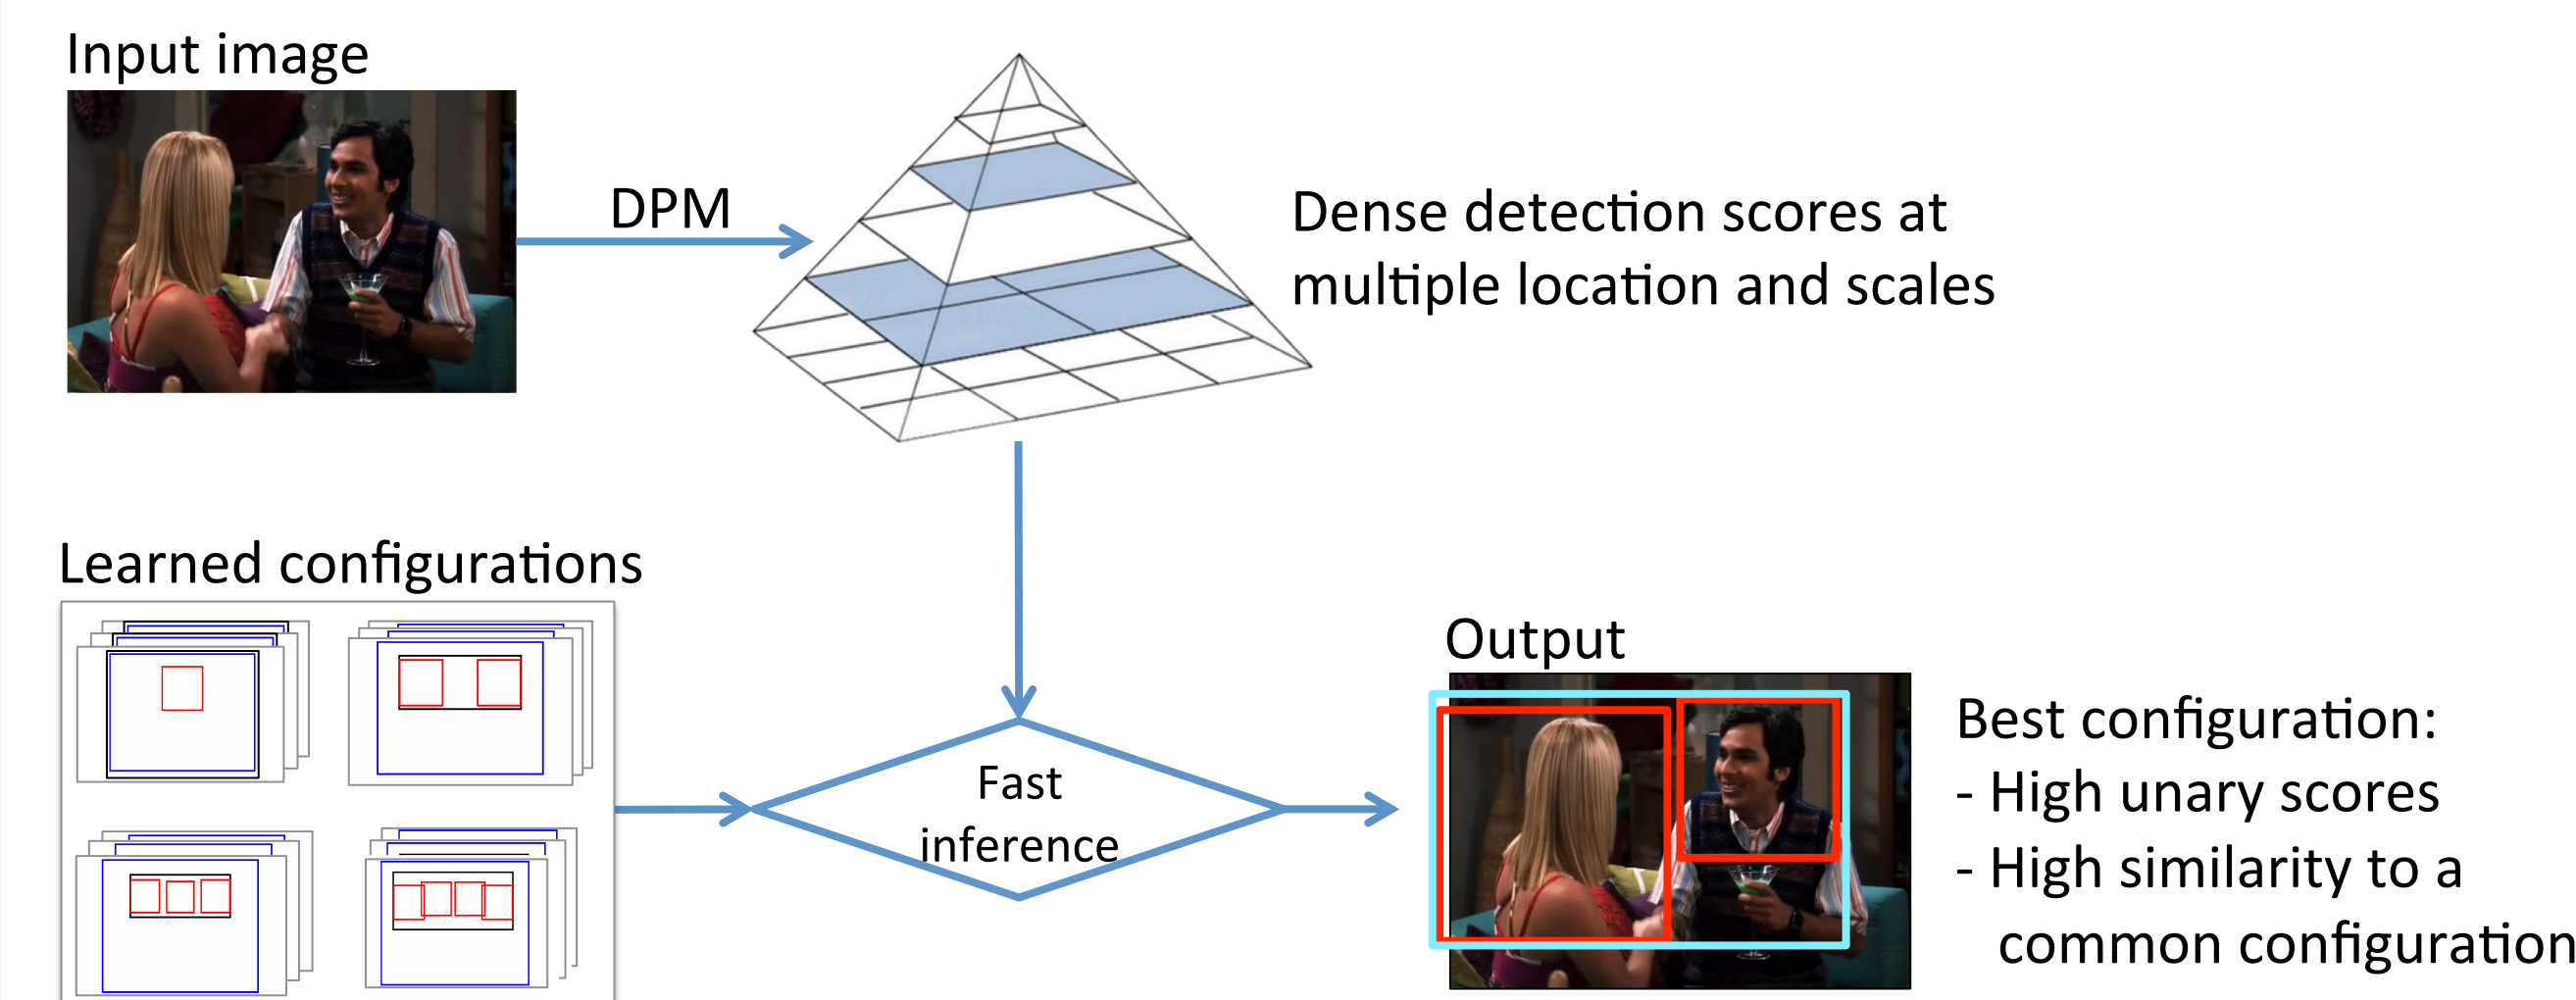 Input image
DPM
Dense detection scores at
multiple location and scales
Learned configurations
Fast
inference
Output
Best configuration:
- High unary scores
- High similarity to a
common configuration